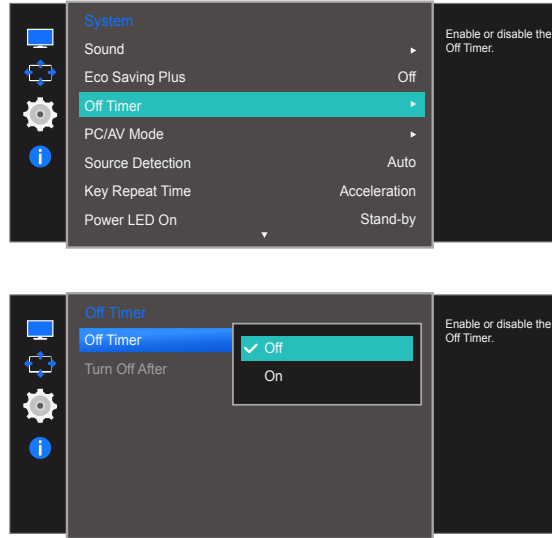 System
Sound
Eco Saving Plus Off
Off Timer
PC/AV Mode
Source Detection Auto
Key Repeat Time Acceleration
Power LED On Stand-by
Enable or disable the
Off Timer.
Off Timer
Off Timer
Turn Off After
Off
On
Enable or disable the
Off Timer.